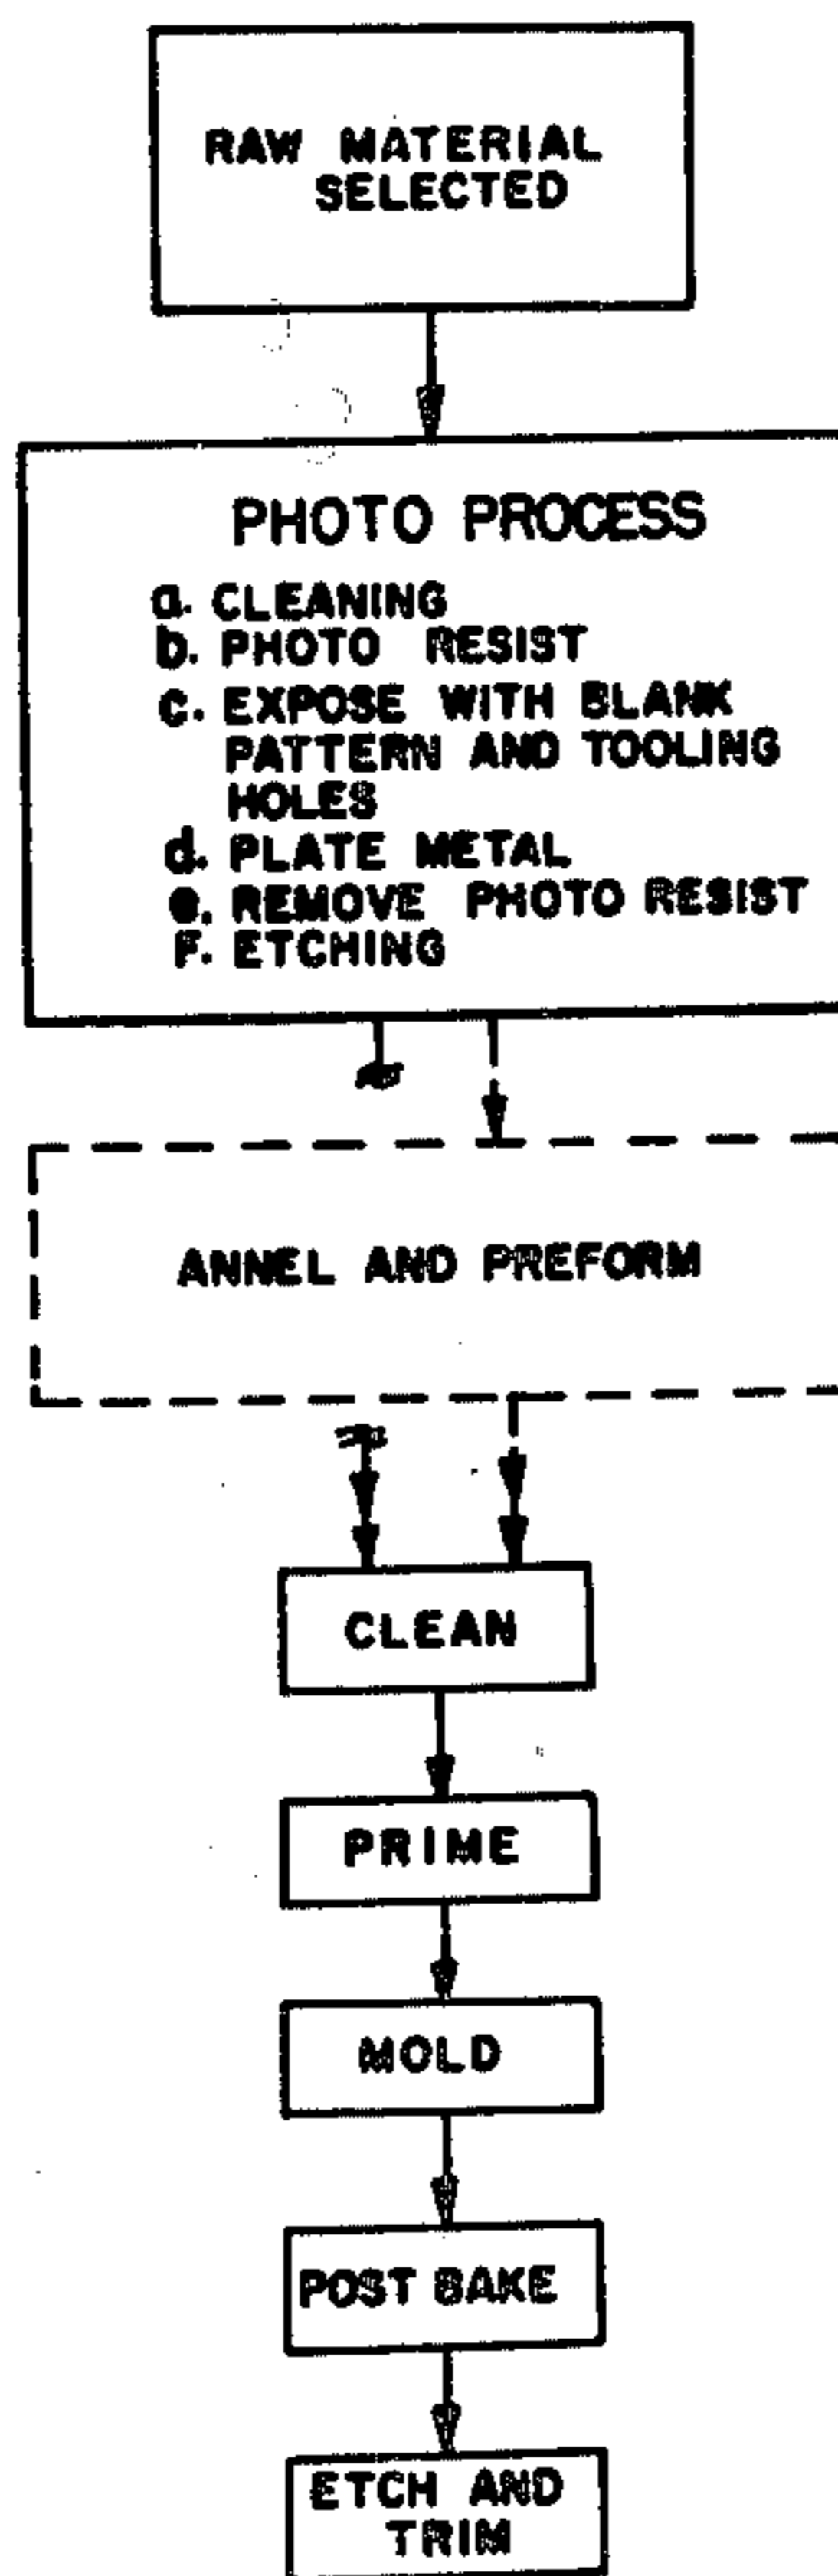 RAW MATERIAL
SELECTED
PHOTO PROCESS
a. CLEANING
b. PHOTO RESIST
c. EXPOSE WITH BLANK
PATTERN AND TOOLING
HOLES
d. PLATE METAL
e. REMOVE PHOTO RESIST
F. ETCHING
ANNEL AND PREFORM
CLEAN
PRIME
MOLD
POST BAKE
ETCH AND
TRIM